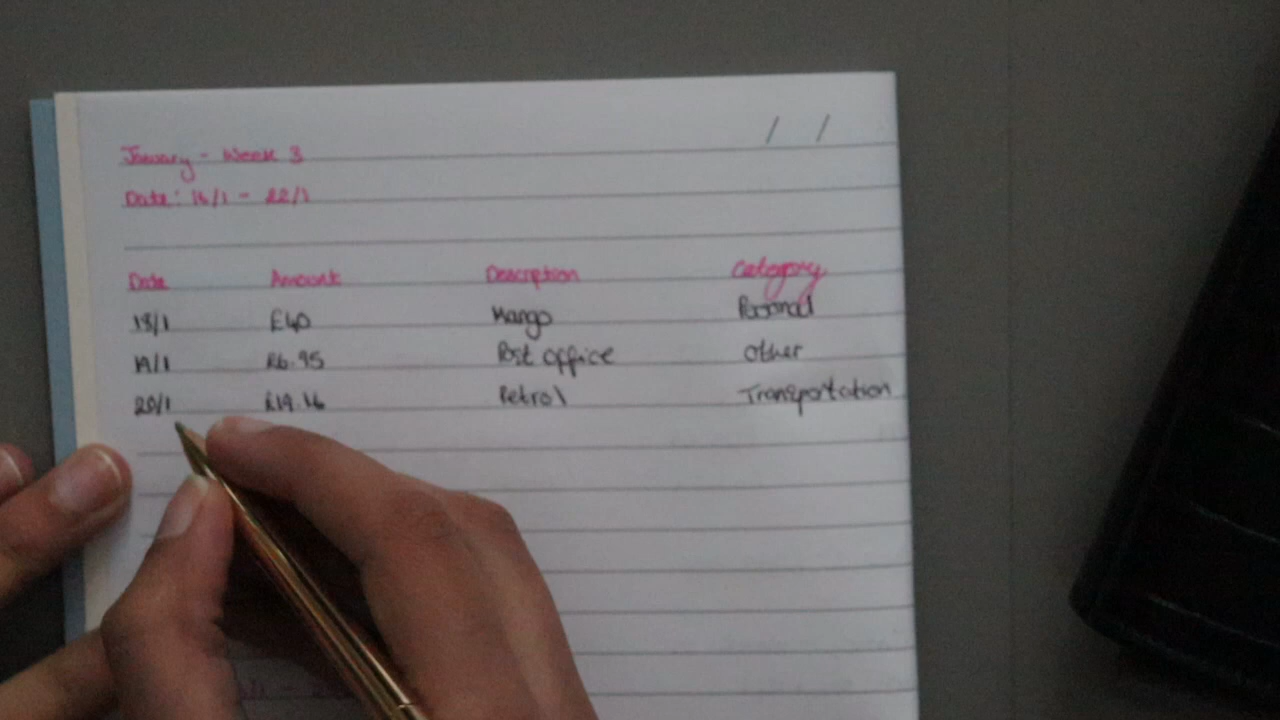 / /
January - Week 3
Date: 16/1 - 22/1
Date Amount Description Category
18/1 £40 Mango Personal
19/1 £6.95 Post office Other
20/1 £19.16 Petrol Transportation